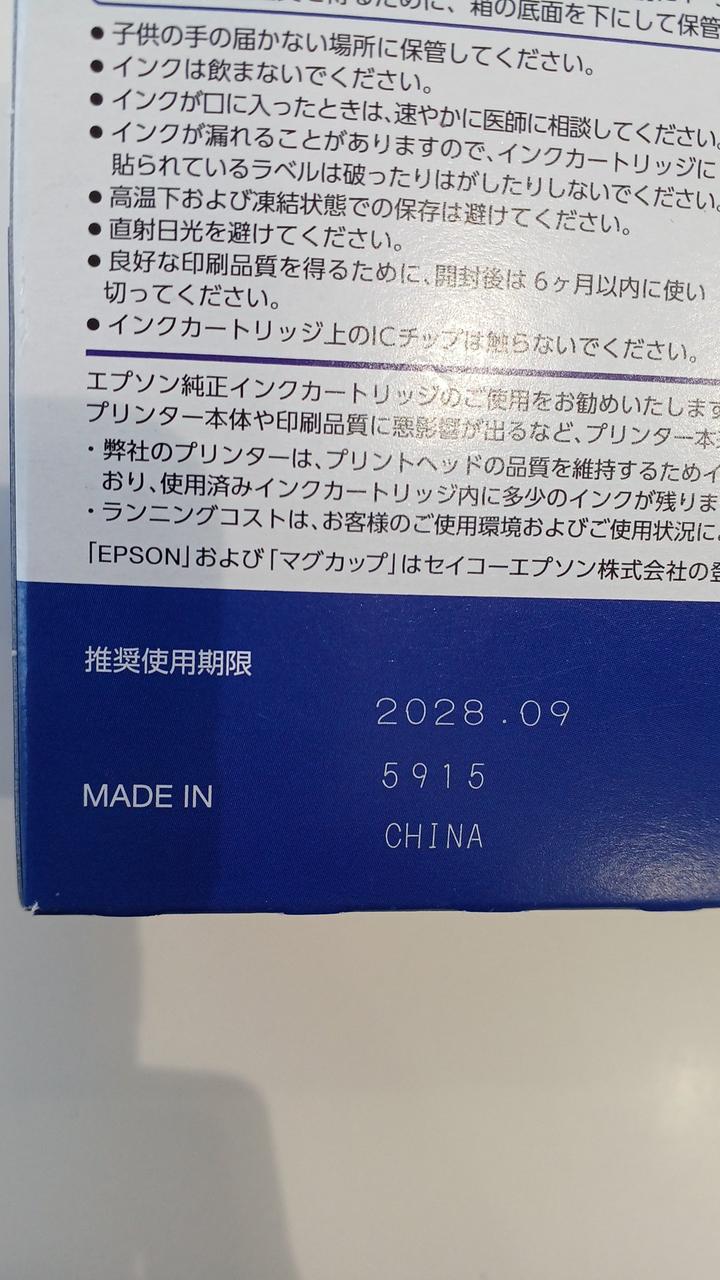 ために、箱の底面を下にして保管
●子供の手の届かない場所に保管してください。
●インクは飲まないでください。
●インクが口に入ったときは、速やかに医師に相談してください。
●インクが漏れることがありますので、インクカートリッジに
貼られているラベルは破ったりはがしたりしないでください。
●高温下および凍結状態での保存は避けてください。
●直射日光を避けてください。
●良好な印刷品質を得るために、開封後は6ヶ月以内に使い
切ってください。
●インクカートリッジ上のICチップは触らないでください。
エプソン純正インクカートリッジのご使用をお勧めいたします
プリンター本体や印刷品質に悪影響が出るなど、プリンター本
・弊社のプリンターは、プリントヘッドの品質を維持するためイ
おり、使用済みインクカートリッジ内に多少のインクが残りま
・ランニングコストは、お客様のご使用環境およびご使用状況に
「EPSON」および「マグカップ」はセイコーエプソン株式会社の登
推奨使用期限
2028.09
5915
MADE IN
CHINA